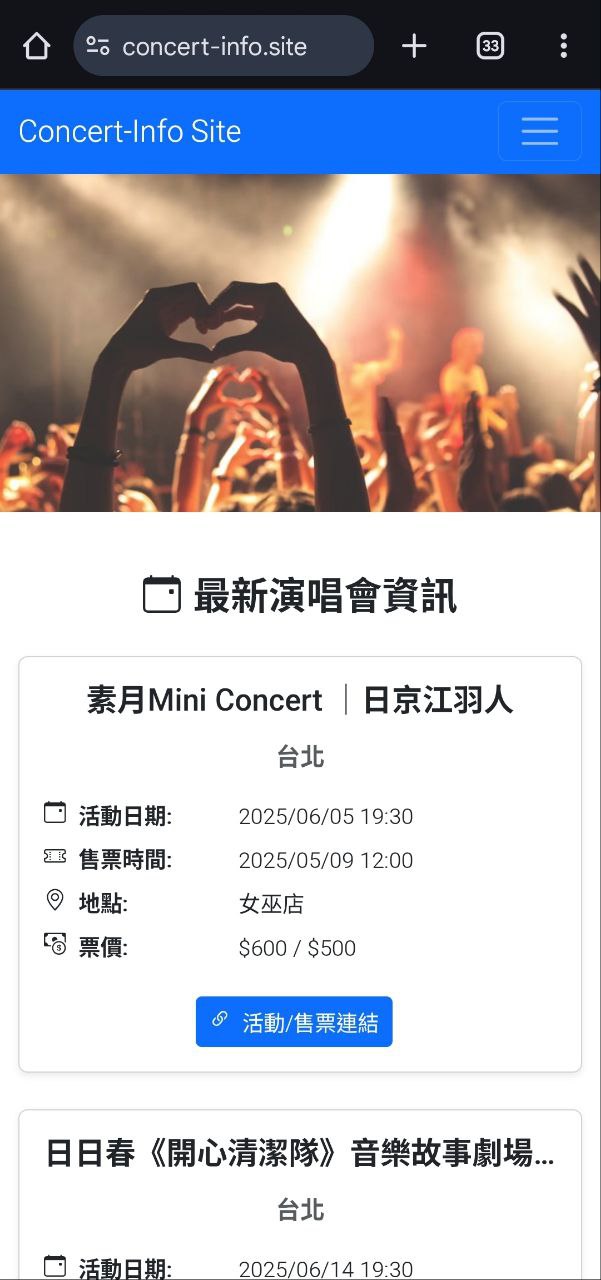 concert-info.site
33
Concert-Info Site
最新演唱會資訊
素月Mini Concert ｜日京江羽人
台北
活動日期: 2025/06/05 19:30
售票時間: 2025/05/09 12:00
地點: 女巫店
票價: $600 / $500
活動/售票連結
日日春《開心清潔隊》音樂故事劇場...
台北
活動日期: 2025/06/14 19:30